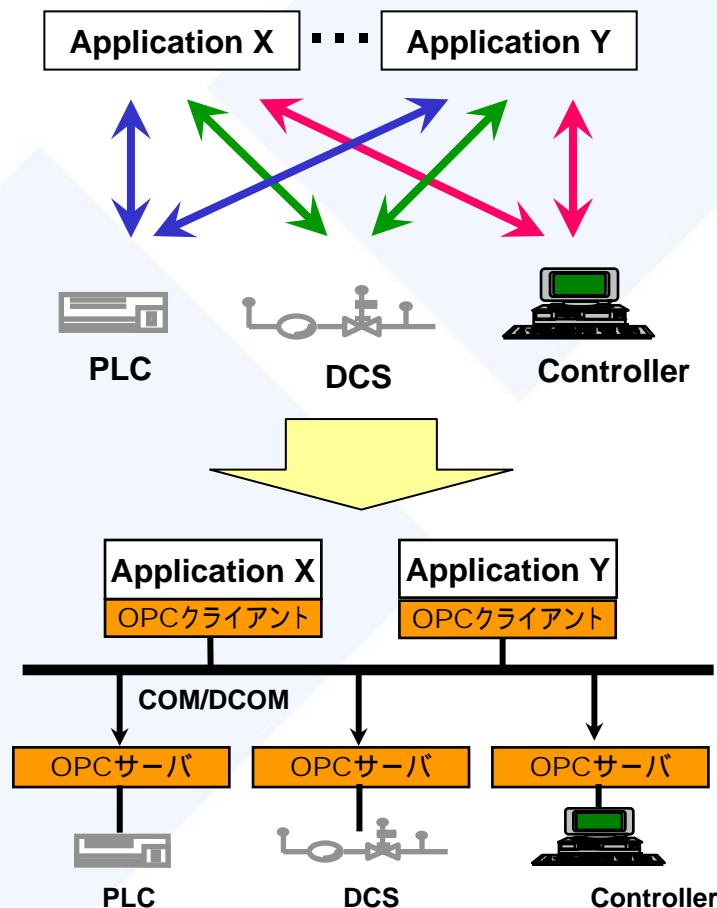 Application X ▪ ▪ ▪ Application Y
PLC
DCS
Controller
Application X
Application Y
OPCクライアント
OPCクライアント
COM/DCOM
OPCサーバ
OPCサーバ
OPCサーバ
PLC
DCS
Controller